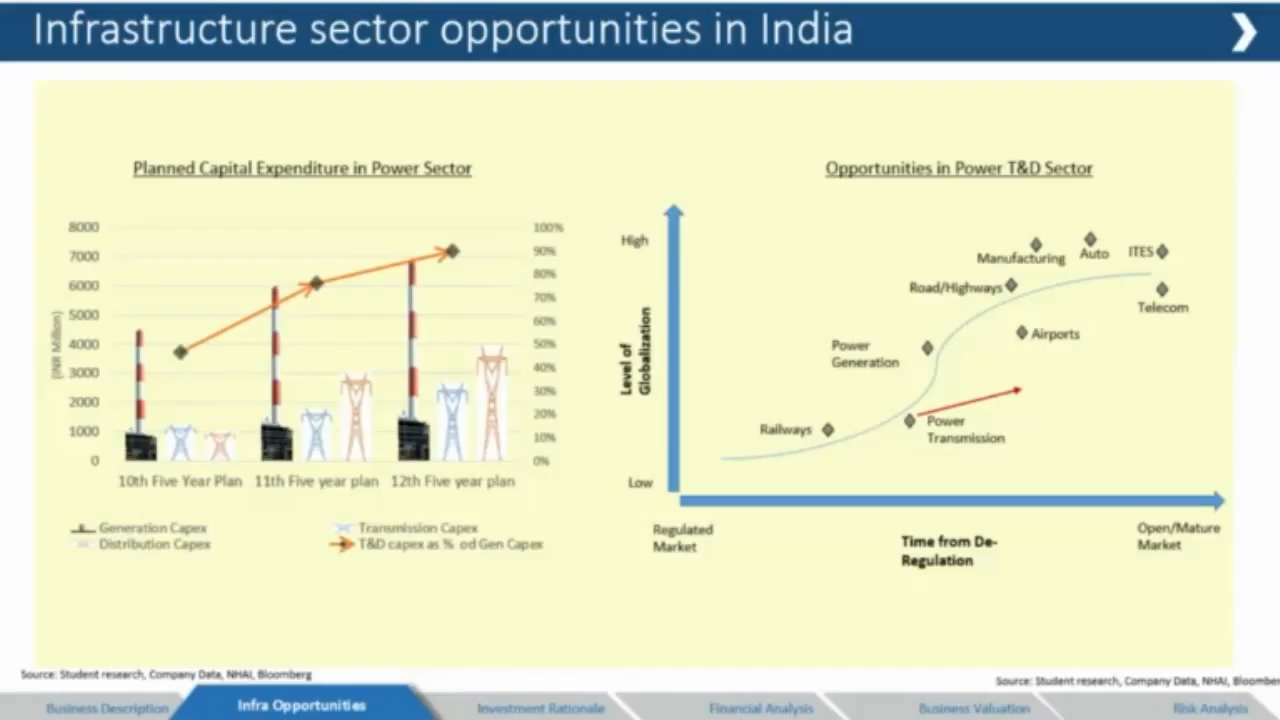 Infrastructure sector opportunities in India
Planned Capital Expenditure in Power Sector
8000
7000
6000
5000
4000
3000
2000
1000
0
(INR Million)
100%
90%
80%
70%
60%
50%
40%
30%
20%
10%
0%
10th Five Year Plan 11th Five year plan 12th Five year plan
Generation Capex Transmission Capex
Distribution Capex T&D capex as % od Gen Capex
Opportunities in Power T&D Sector
High
Level of
Globalization
Low
Manufacturing
Auto
ITES
Road/Highways
Telecom
Airports
Power
Generation
Railways
Power
Transmission
Regulated
Market
Time from De-
Regulation
Open/Mature
Market
Source: Student research, Company Data, NHAI, Bloomberg
Source: Student research, Company Data, NHAI, Bloomber
Business Description Infra Opportunities Investment Rationale Financial Analysis Business Valuation Risk Analysis